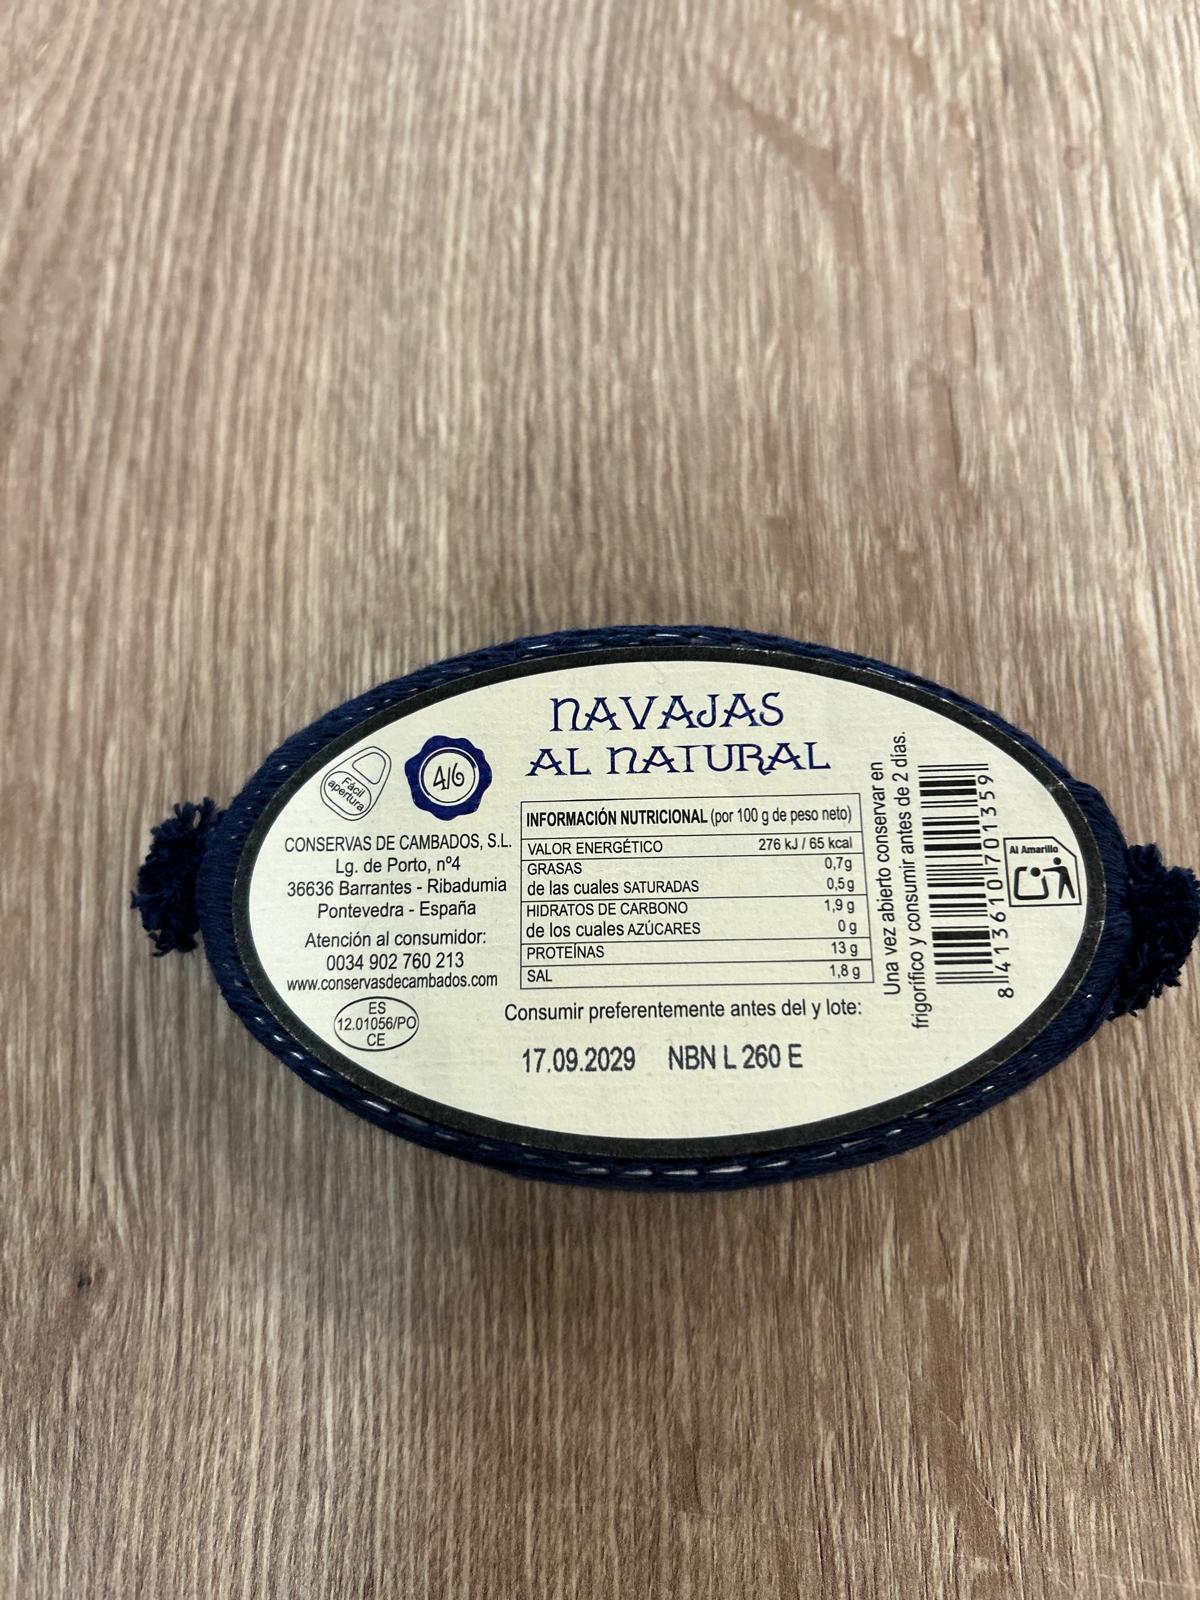 NAVAJAS
AL NATURAL
Fácil
apertura
4/6
CONSERVAS DE CAMBADOS, S.L.
Lg. de Porto, nº4
36636 Barrantes - Ribadumia
Pontevedra - España
Atención al consumidor:
0034 902 760 213
www.conservasdecambados.com
ES
12.01056/PO
CE
INFORMACIÓN NUTRICIONAL (por 100 g de peso neto)
VALOR ENERGÉTICO 276 kJ / 65 kcal
GRASAS 0,7g
de las cuales SATURADAS 0,5g
HIDRATOS DE CARBONO 1,9 g
de los cuales AZÚCARES 0 g
PROTEÍNAS 13 g
SAL 1,8 g
Consumir preferentemente antes del y lote:
17.09.2029 NBN L 260 E
Una vez abierto conservar en
frigorífico y consumir antes de 2 días.
8 413610 701359
Al Amarillo